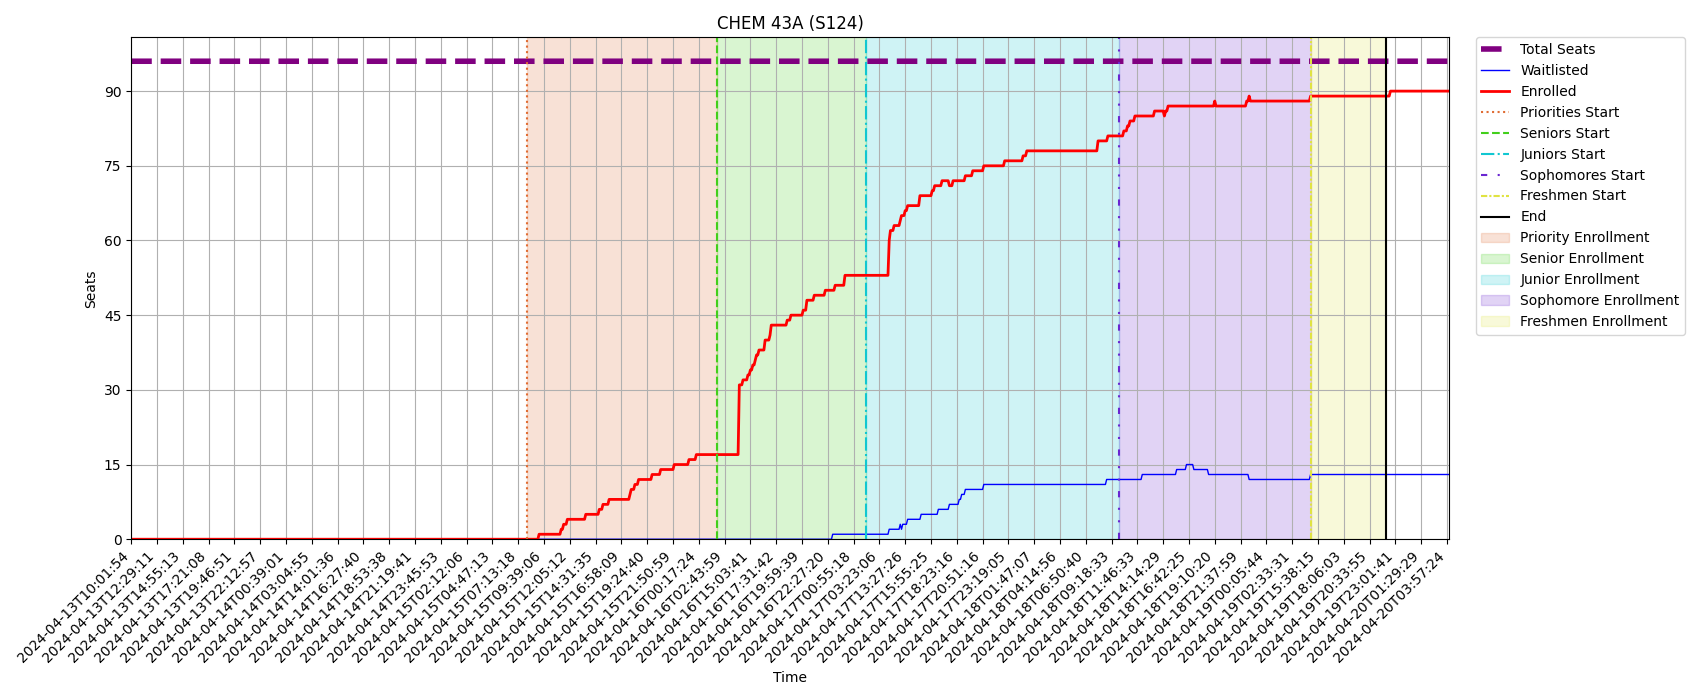 CHEM 43A (S124)
Total Seats
Waitlisted
Enrolled
Priorities Start
Seniors Start
Juniors Start
Sophomores Start
Freshmen Start
End
Priority Enrollment
Senior Enrollment
Junior Enrollment
Sophomore Enrollment
Freshmen Enrollment
Seats
90
75
60
45
30
15
0
2024-04-13T10:01:54
2024-04-13T12:29:11
2024-04-13T14:55:13
2024-04-13T17:21:08
2024-04-13T19:46:51
2024-04-13T22:12:57
2024-04-14T00:39:01
2024-04-14T03:04:55
2024-04-14T14:01:36
2024-04-14T16:27:40
2024-04-14T18:53:38
2024-04-14T21:19:41
2024-04-14T23:45:53
2024-04-15T02:12:06
2024-04-15T04:47:13
2024-04-15T07:13:18
2024-04-15T09:39:06
2024-04-15T12:05:12
2024-04-15T14:31:35
2024-04-15T16:58:09
2024-04-15T19:24:40
2024-04-15T21:50:59
2024-04-16T00:17:24
2024-04-16T02:43:59
2024-04-16T15:03:41
2024-04-16T17:31:42
2024-04-16T19:59:39
2024-04-16T22:27:20
2024-04-17T00:55:18
2024-04-17T03:23:06
2024-04-17T13:27:26
2024-04-17T15:55:25
2024-04-17T18:23:16
2024-04-17T20:51:16
2024-04-17T23:19:05
2024-04-18T01:47:07
2024-04-18T04:14:56
2024-04-18T06:50:40
2024-04-18T09:18:33
2024-04-18T11:46:33
2024-04-18T14:14:29
2024-04-18T16:42:25
2024-04-18T19:10:20
2024-04-18T21:37:59
2024-04-19T00:05:44
2024-04-19T02:33:31
2024-04-19T15:38:15
2024-04-19T18:06:03
2024-04-19T20:33:55
2024-04-19T23:01:41
2024-04-20T01:29:29
2024-04-20T03:57:24
Time